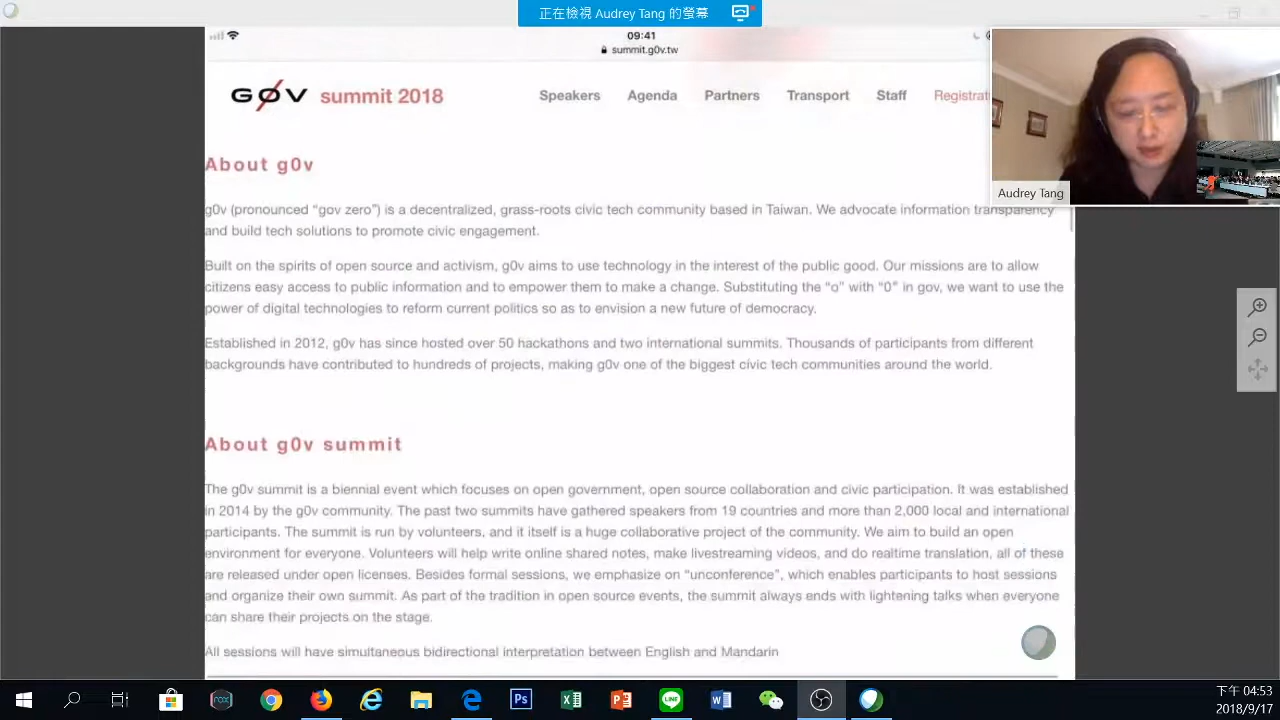 正在檢視 Audrey Tang 的螢幕
09:41
summit.g0v.tw
G0V summit 2018
Speakers Agenda Partners Transport Staff Registrat
Audrey Tang
About g0v
g0v (pronounced “gov zero”) is a decentralized, grass-roots civic tech community based in Taiwan. We advocate information transparency
and build tech solutions to promote civic engagement.
Built on the spirits of open source and activism, g0v aims to use technology in the interest of the public good. Our missions are to allow
citizens easy access to public information and to empower them to make a change. Substituting the “o” with “0” in gov, we want to use the
power of digital technologies to reform current politics so as to envision a new future of democracy.
Established in 2012, g0v has since hosted over 50 hackathons and two international summits. Thousands of participants from different
backgrounds have contributed to hundreds of projects, making g0v one of the biggest civic tech communities around the world.
About g0v summit
The g0v summit is a biennial event which focuses on open government, open source collaboration and civic participation. It was established
in 2014 by the g0v community. The past two summits have gathered speakers from 19 countries and more than 2,000 local and international
participants. The summit is run by volunteers, and it itself is a huge collaborative project of the community. We aim to build an open
environment for everyone. Volunteers will help write online shared notes, make livestreaming videos, and do realtime translation, all of these
are released under open licenses. Besides formal sessions, we emphasize on “unconference”, which enables participants to host sessions
and organize their own summit. As part of the tradition in open source events, the summit always ends with lightening talks when everyone
can share their projects on the stage.
All sessions will have simultaneous bidirectional interpretation between English and Mandarin
Ps
LINE
下午 04:53
2018/9/17